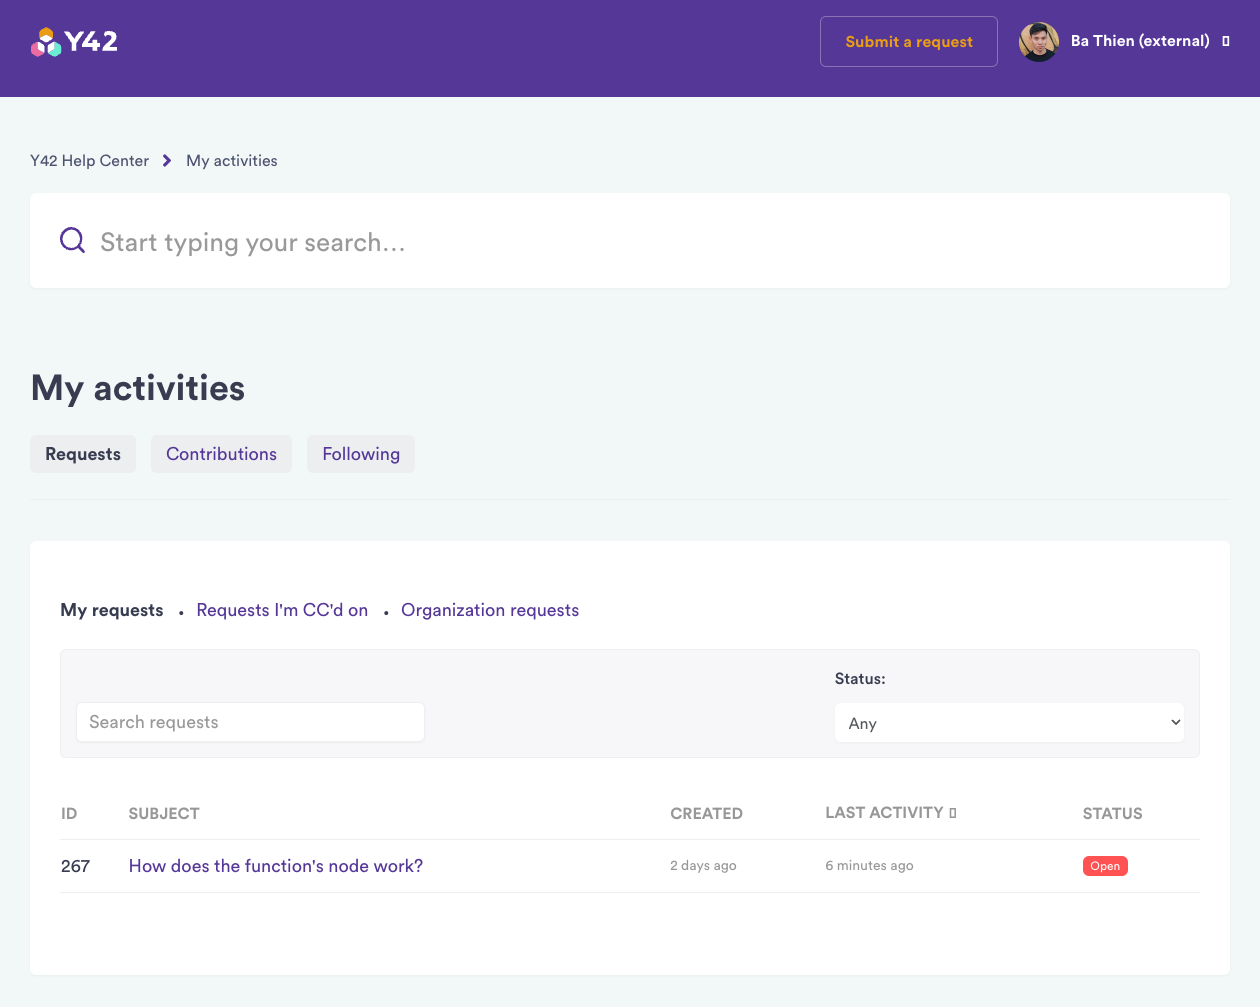 Y42
Submit a request
Ba Thien (external)
Y42 Help Center
My activities
Start typing your search...
My activities
Requests
Contributions
Following
My requests • Requests I'm CC'd on • Organization requests
Status:
Search requests
Any
ID SUBJECT CREATED LAST ACTIVITY STATUS
267 How does the function's node work? 2 days ago 6 minutes ago Open